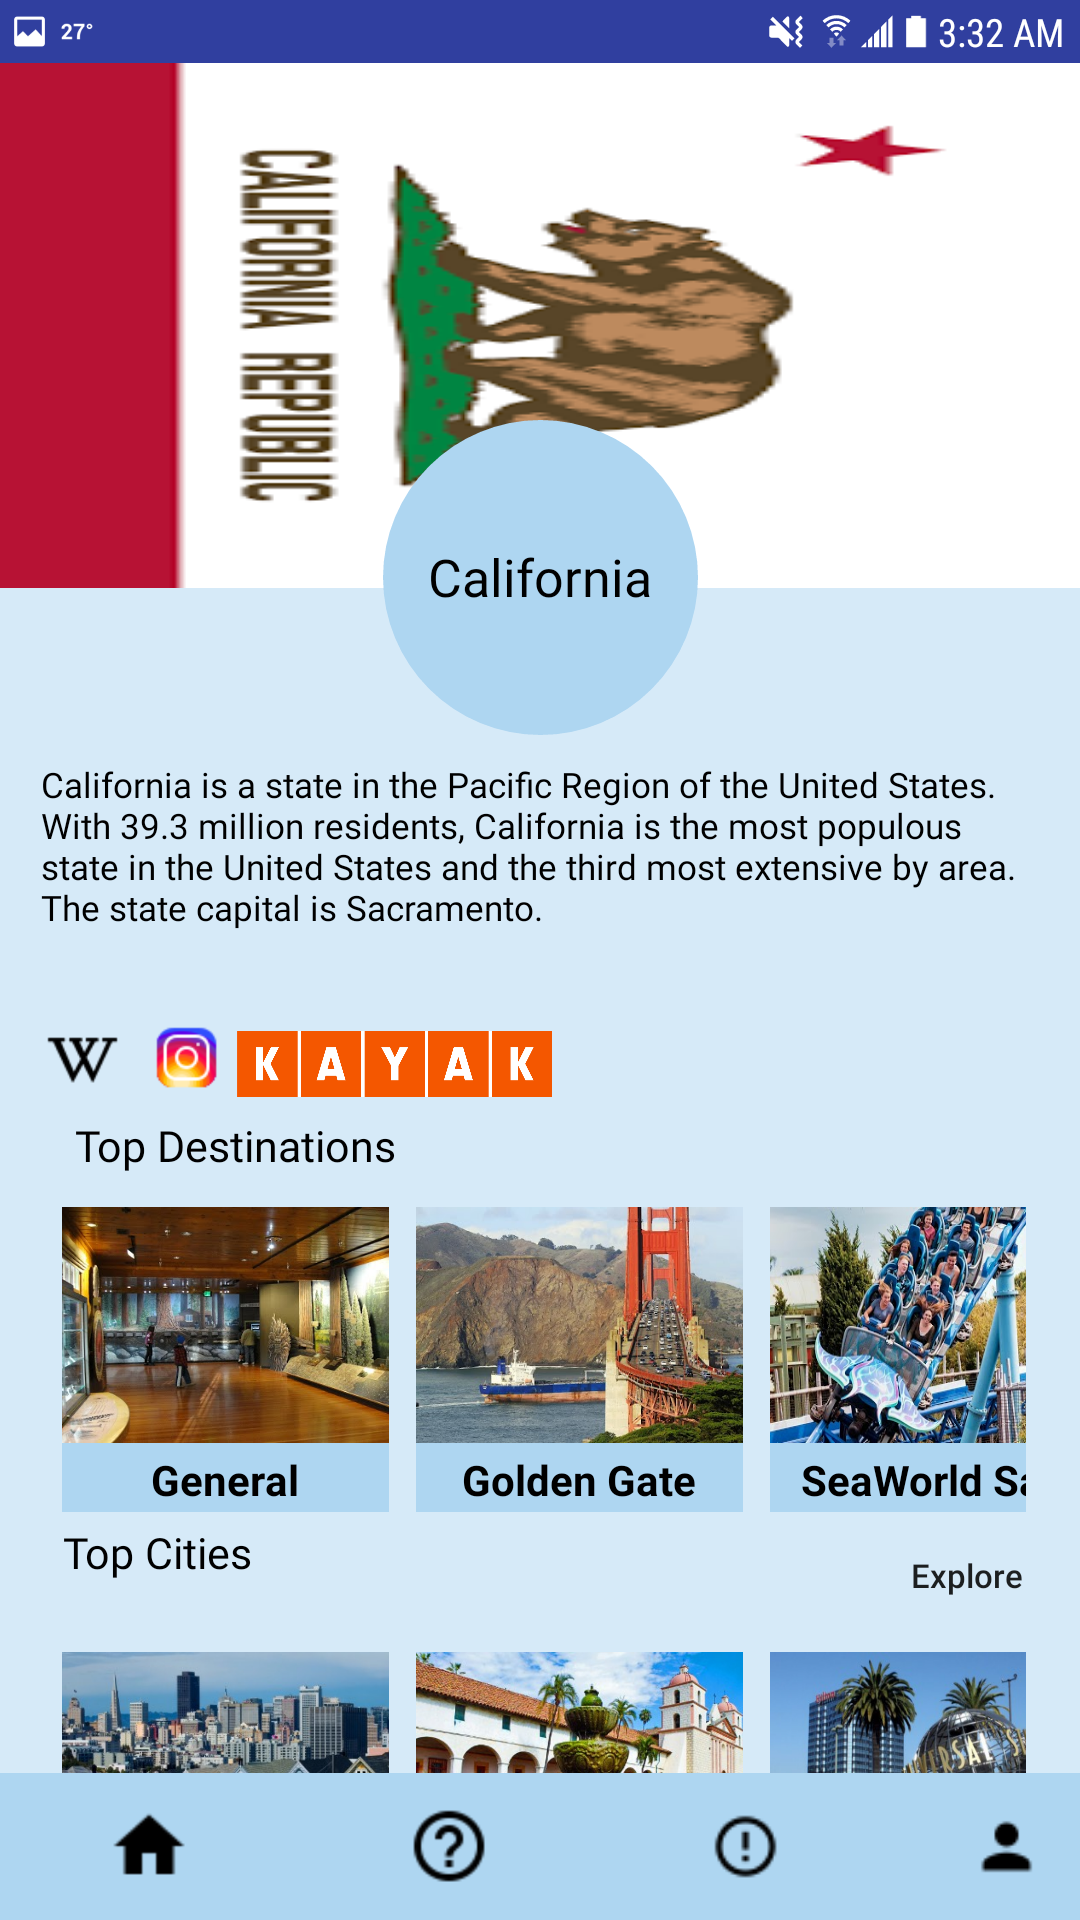 27°
3:32 AM
CALIFORNIA REPUBLIC
California
California is a state in the Pacific Region of the United States.
With 39.3 million residents, California is the most populous
state in the United States and the third most extensive by area.
The state capital is Sacramento.
W
KAYAK
Top Destinations
General
Golden Gate
SeaWorld Sa
Top Cities
Explore